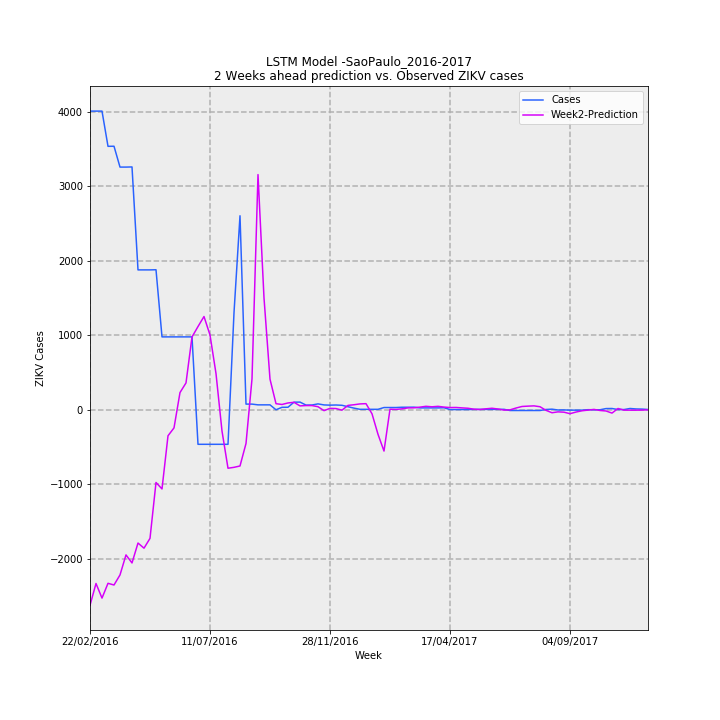 LSTM Model -SaoPaulo_2016-2017
2 Weeks ahead prediction vs. Observed ZIKV cases
Cases
Week2-Prediction
4000
3000
2000
1000
0
−1000
−2000
ZIKV Cases
22/02/2016
11/07/2016
28/11/2016
17/04/2017
04/09/2017
Week